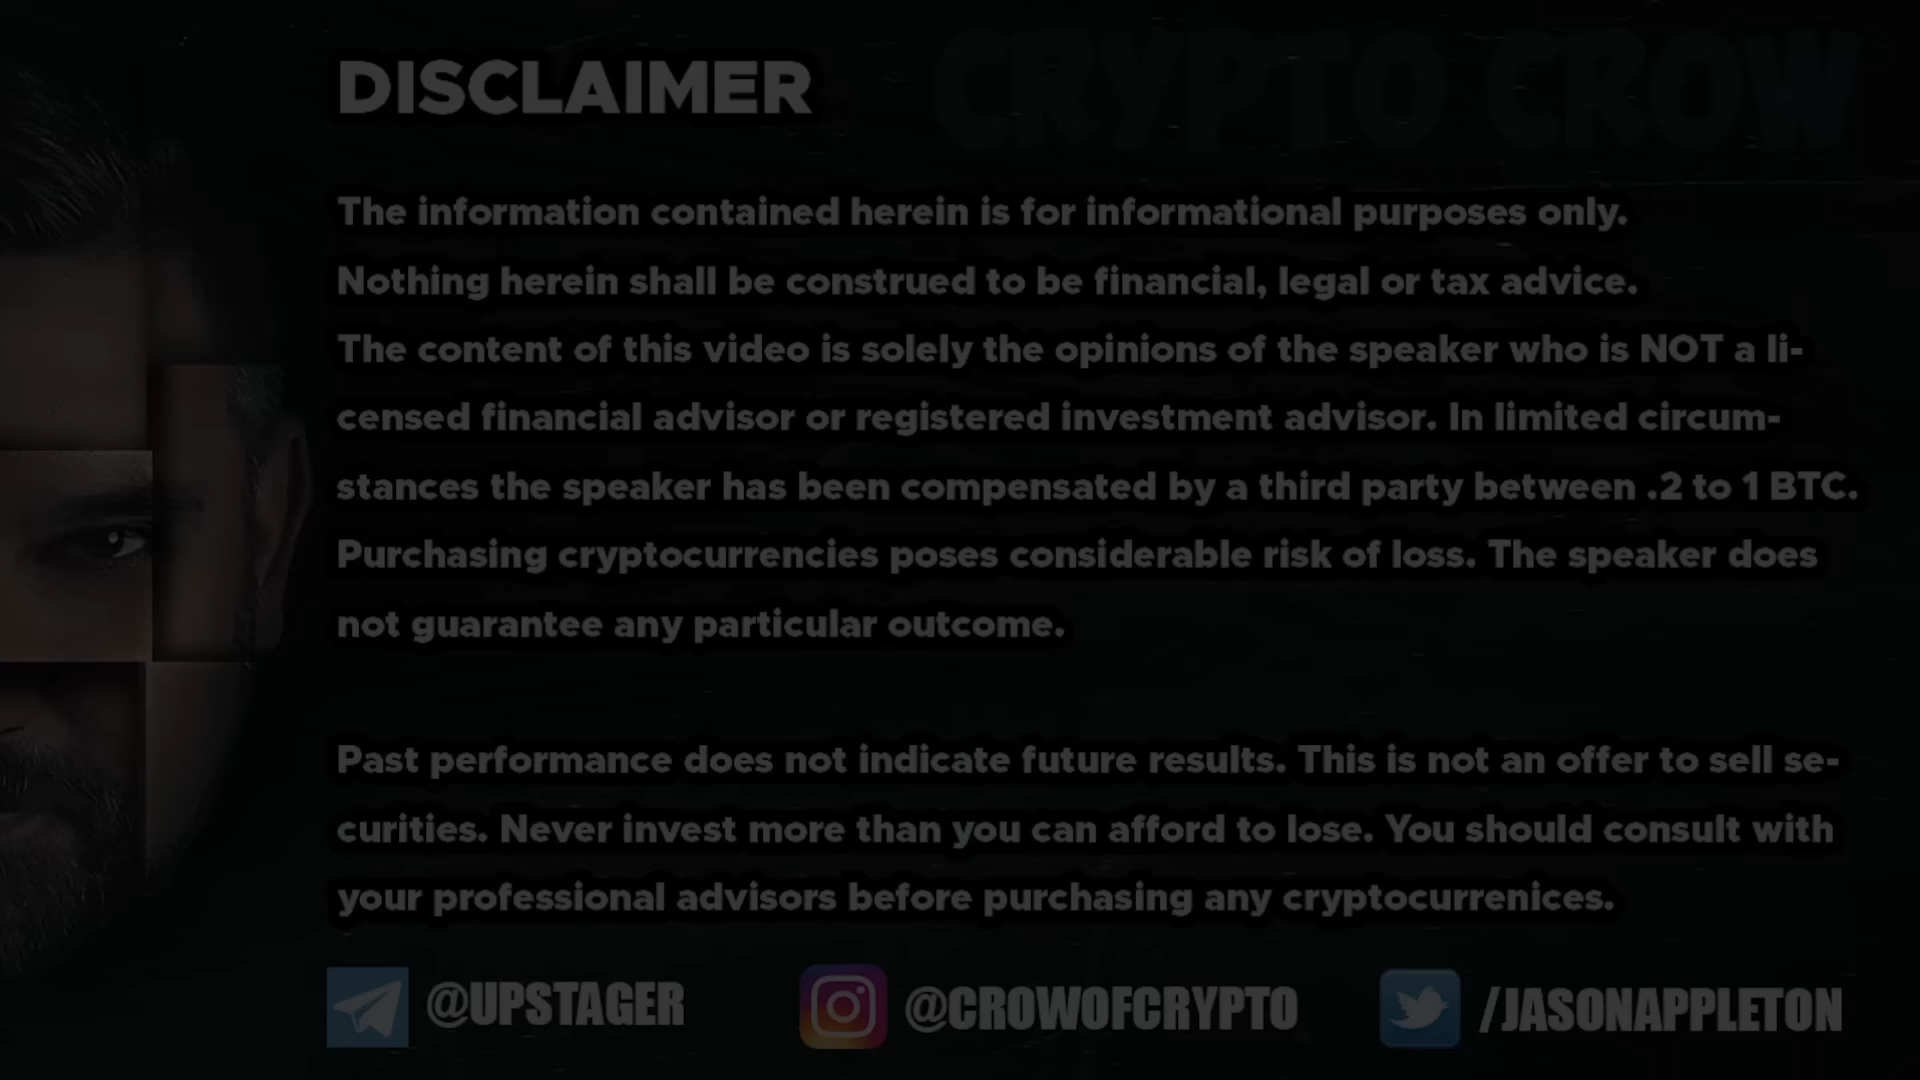 CRYPTO CROW
DISCLAIMER
The information contained herein is for informational purposes only.
Nothing herein shall be construed to be financial, legal or tax advice.
The content of this video is solely the opinions of the speaker who is NOT a li-
censed financial advisor or registered investment advisor. In limited circum-
stances the speaker has been compensated by a third party between .2 to 1 BTC.
Purchasing cryptocurrencies poses considerable risk of loss. The speaker does
not guarantee any particular outcome.
Past performance does not indicate future results. This is not an offer to sell se-
curities. Never invest more than you can afford to lose. You should consult with
your professional advisors before purchasing any cryptocurrenices.
@UPSTAGER
@CROWOFCRYPTO
/JASONAPPLETON